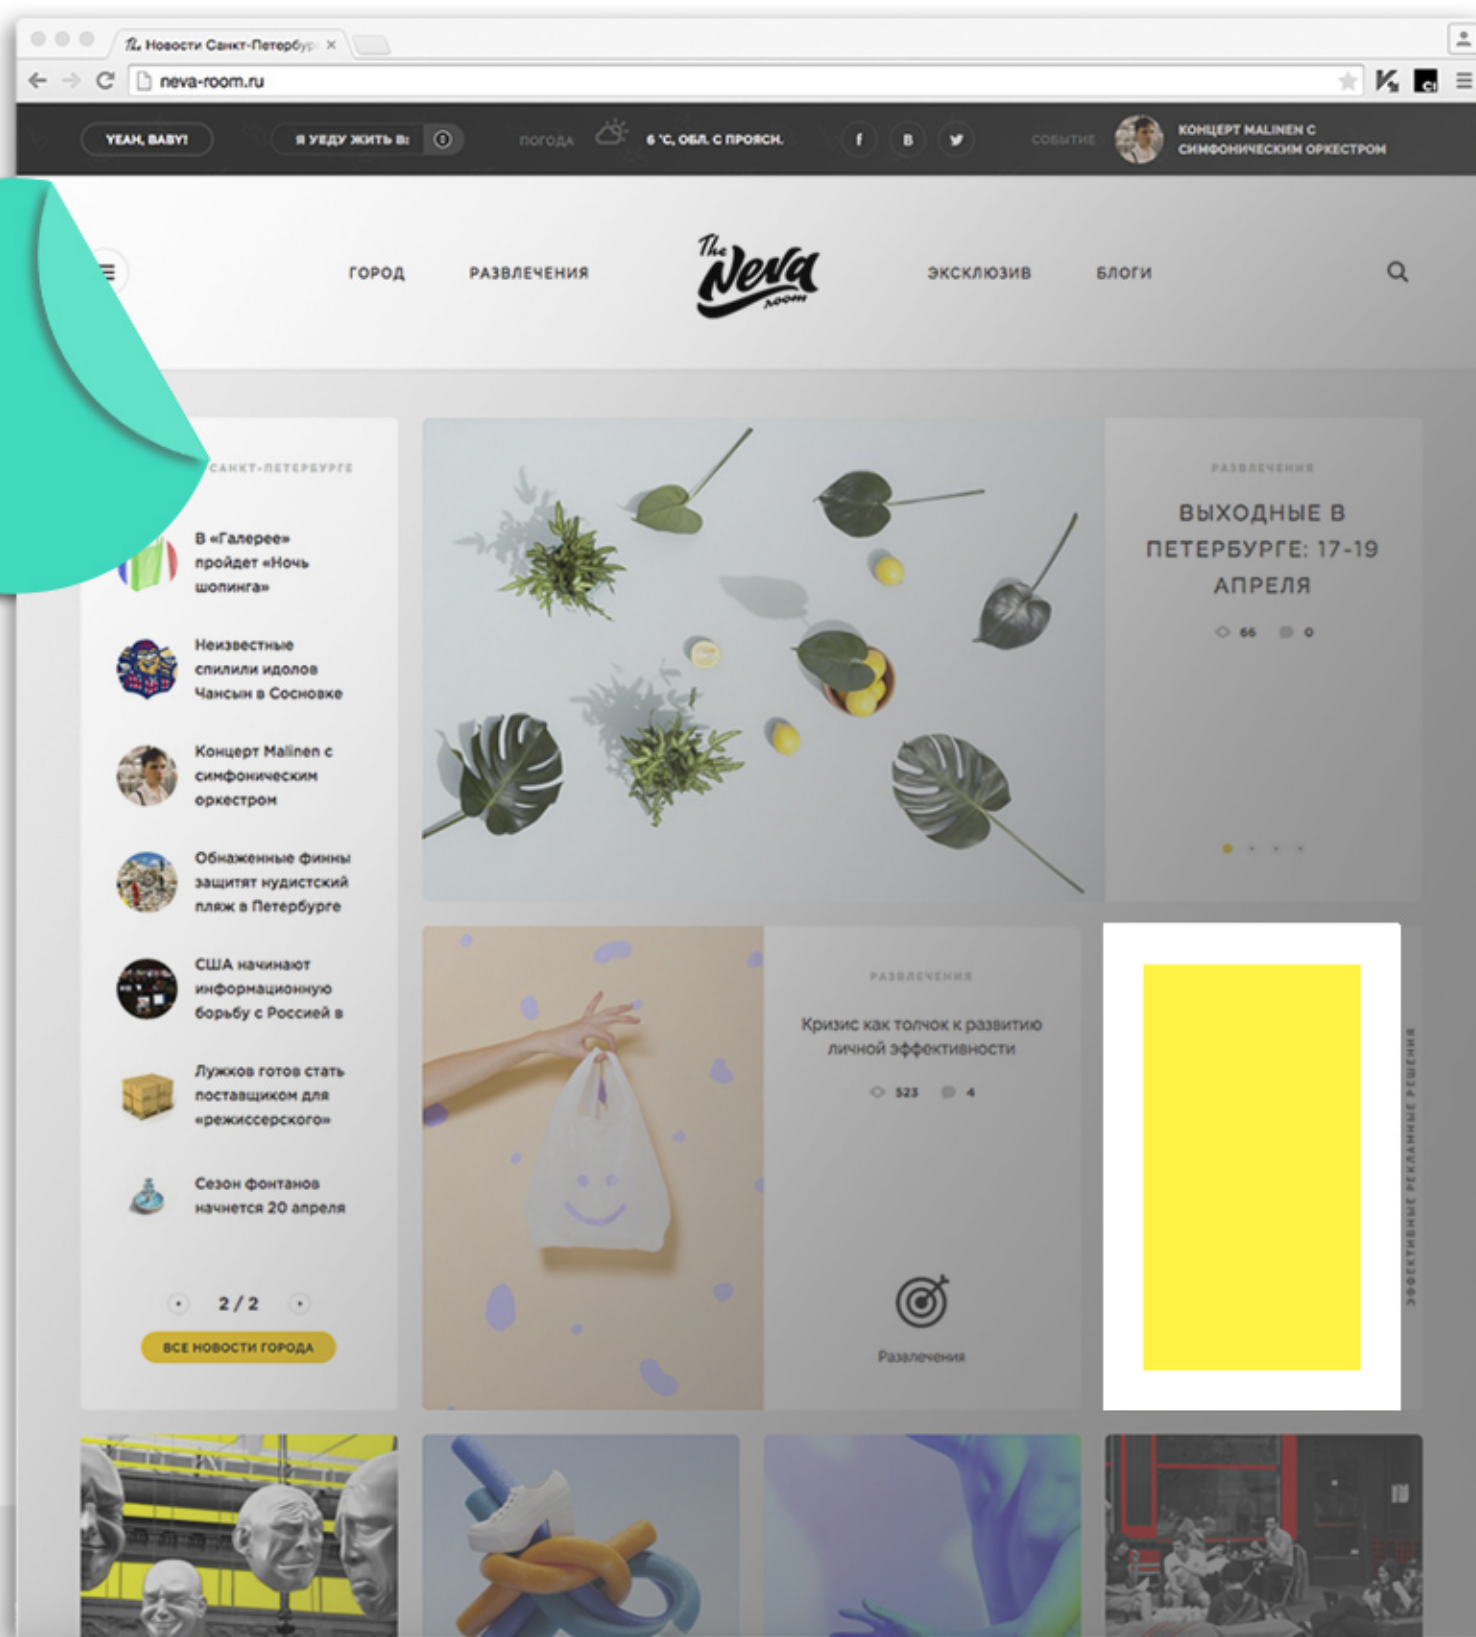 The Новости Санкт-Петербур
neva-room.ru
YEAH, BABY!
Я УЕДУ ЖИТЬ В:
ПОГОДА
6 °С, ОБЛ. С ПРОЯСН.
f
В
СОБЫТИЕ
КОНЦЕРТ MALINEN С
СИМФОНИЧЕСКИМ ОРКЕСТРОМ
ГОРОД
РАЗВЛЕЧЕНИЯ
The
Neva
room
ЭКСКЛЮЗИВ
БЛОГИ
САНКТ-ПЕТЕРБУРГЕ
В «Галерее»
пройдет «Ночь
шопинга»
Неизвестные
спилили идолов
Чансын в Сосновке
Концерт Malinen с
симфоническим
оркестром
Обнаженные финны
защитят нудистский
пляж в Петербурге
США начинают
информационную
борьбу с Россией в
Лужков готов стать
поставщиком для
«режиссерского»
Сезон фонтанов
начнется 20 апреля
2 / 2
ВСЕ НОВОСТИ ГОРОДА
РАЗВЛЕЧЕНИЯ
ВЫХОДНЫЕ В
ПЕТЕРБУРГЕ: 17-19
АПРЕЛЯ
66 0
РАЗВЛЕЧЕНИЯ
Кризис как толчок к развитию
личной эффективности
523 4
Развлечения
ЭФФЕКТИВНЫЕ РЕКЛАМНЫЕ РЕШЕНИЯ